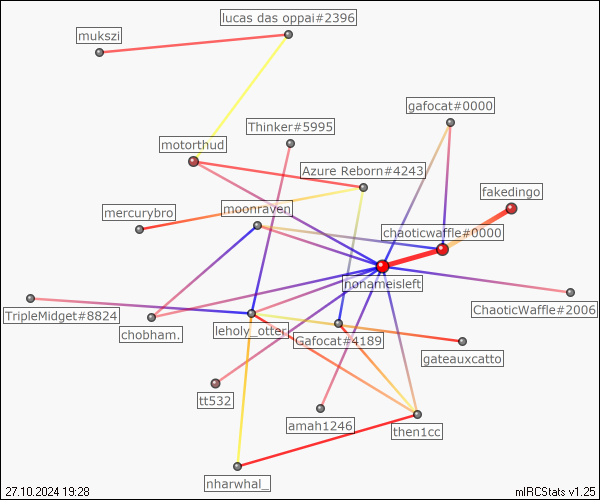 lucas das oppai#2396
mukszi
gafocat#0000
Thinker#5995
motorthud
Azure Reborn#4243
fakedingo
mercurybro
moonraven
chaoticwaffle#0000
nonameisleft
TripleMidget#8824
ChaoticWaffle#2006
chobham.
leholy_otter
Gafocat#4189
gateauxcatto
tt532
amah1246
then1cc
nharwhal_
27.10.2024 19:28
mIRCStats v1.25